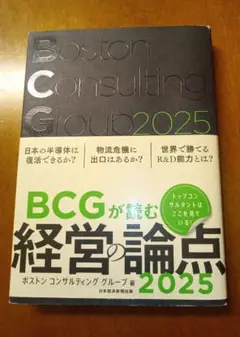 Boston
Consulting
Group2025
日本の半導体は
復活できるか?
物流危機に
出口はあるか?
世界で勝てる
R&D能力とは?
BCGが読む
トップコン
サルタントは
ここを見て
いる!
経営の論点
2025
ボストン コンサルティング グループ 編
日本経済新聞出版